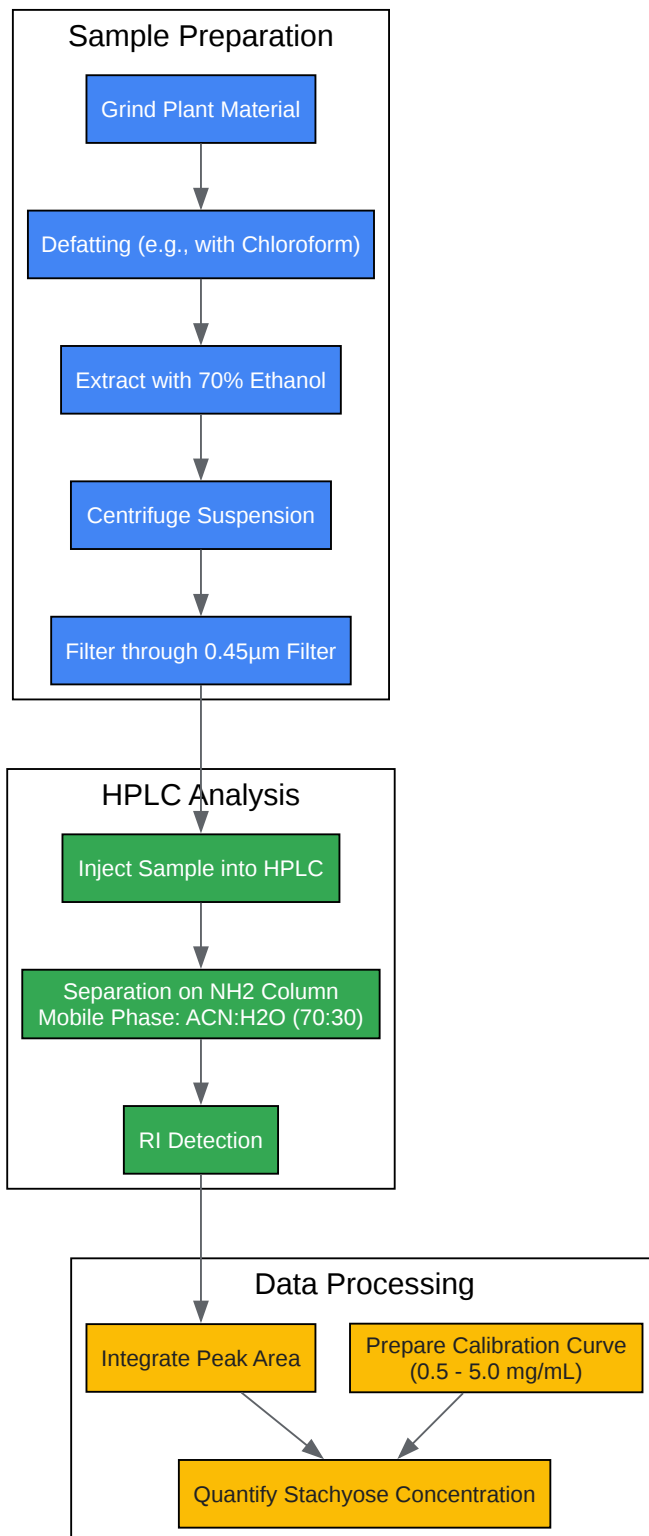 Sample Preparation
Grind Plant Material
Defatting (e.g., with Chloroform)
Extract with 70% Ethanol
Centrifuge Suspension
Filter through 0.45µm Filter
HPLC Analysis
Inject Sample into HPLC
Separation on NH2 Column
Mobile Phase: ACN:H2O (70:30)
RI Detection
Data Processing
Integrate Peak Area
Prepare Calibration Curve
(0.5 - 5.0 mg/mL)
Quantify Stachyose Concentration